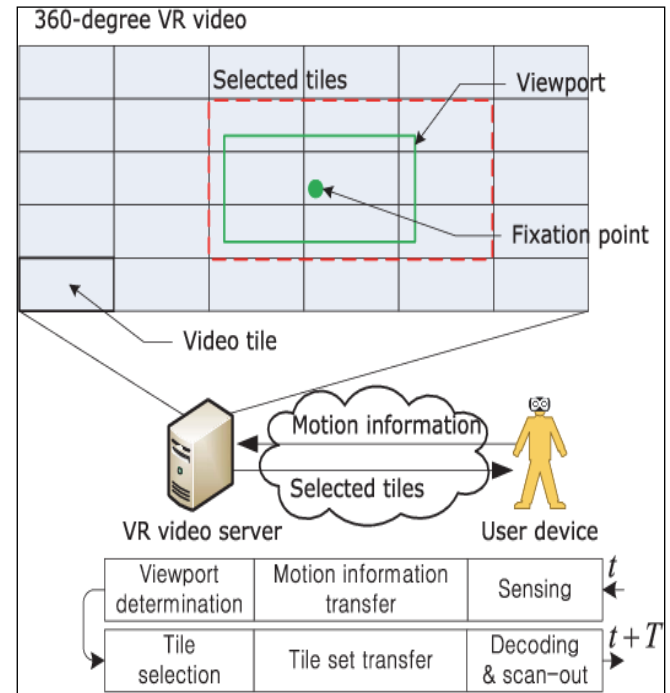 360-degree VR video
Selected tiles
Viewport
Fixation point
Video tile
Motion information
Selected tiles
VR video server
User device
Viewport
determination
Motion information
transfer
Sensing
t
Tile
selection
Tile set transfer
Decoding
& scan-out
t+T